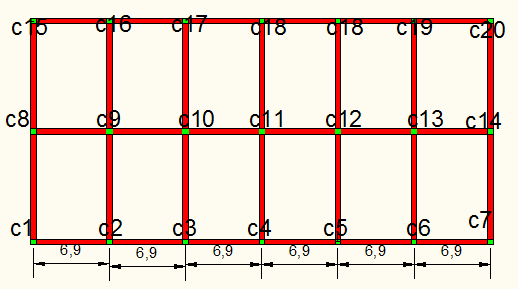 c15 c16 c17 c18 c18 c19 c20
c8 c9 c10 c11 c12 c13 c14
c1 c2 c3 c4 c5 c6 c7
6,9 6,9 6,9 6,9 6,9 6,9